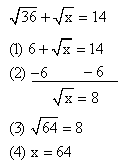 √36 + √x = 14
(1) 6 + √x = 14
(2) −6 − 6
√x = 8
(3) √64 = 8
(4) x = 64